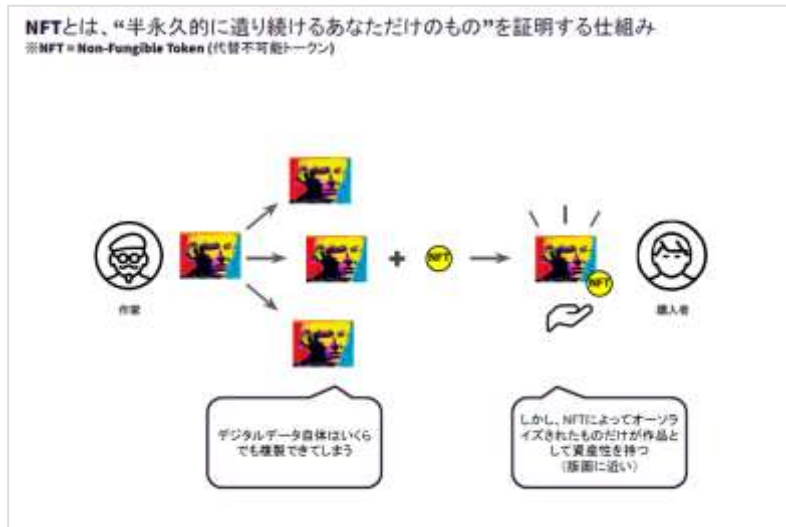 NFTとは、“半永久的に遺り続けるあなただけのもの”を証明する仕組み
※NFT = Non-Fungible Token (代替不可能トークン)
NFT
NFT
作家
購入者
デジタルデータ自体はいくら
でも複製できてしまう
しかし、NFTによってオーソラ
イズされたものだけが作品と
して資産性を持つ
(版画に近い)